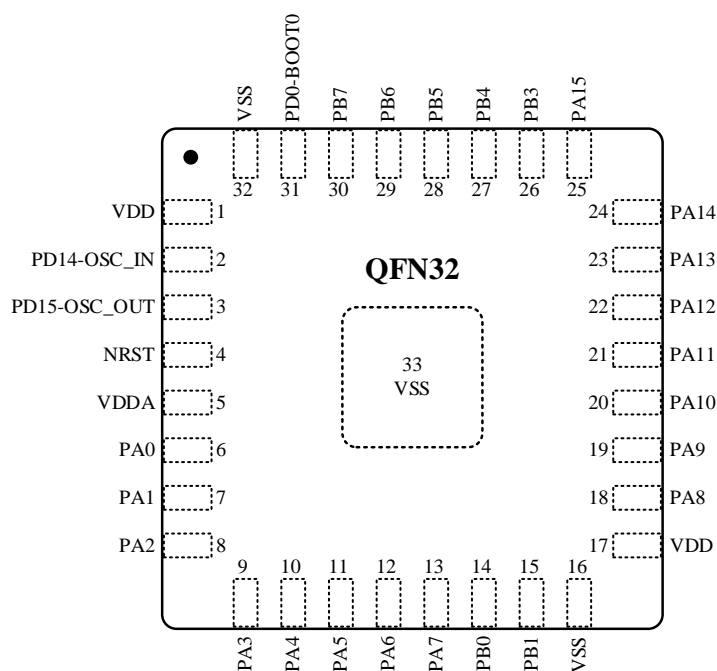 VSS
PD0-BOOT0
PB7
PB6
PB5
PB4
PB3
PA15
32
31
30
29
28
27
26
25
VDD
1
PD14-OSC_IN
2
PD15-OSC_OUT
3
NRST
4
VDDA
5
PA0
6
PA1
7
PA2
8
QFN32
33
VSS
24
PA14
23
PA13
22
PA12
21
PA11
20
PA10
19
PA9
18
PA8
17
VDD
9
10
11
12
13
14
15
16
PA3
PA4
PA5
PA6
PA7
PB0
PB1
VSS